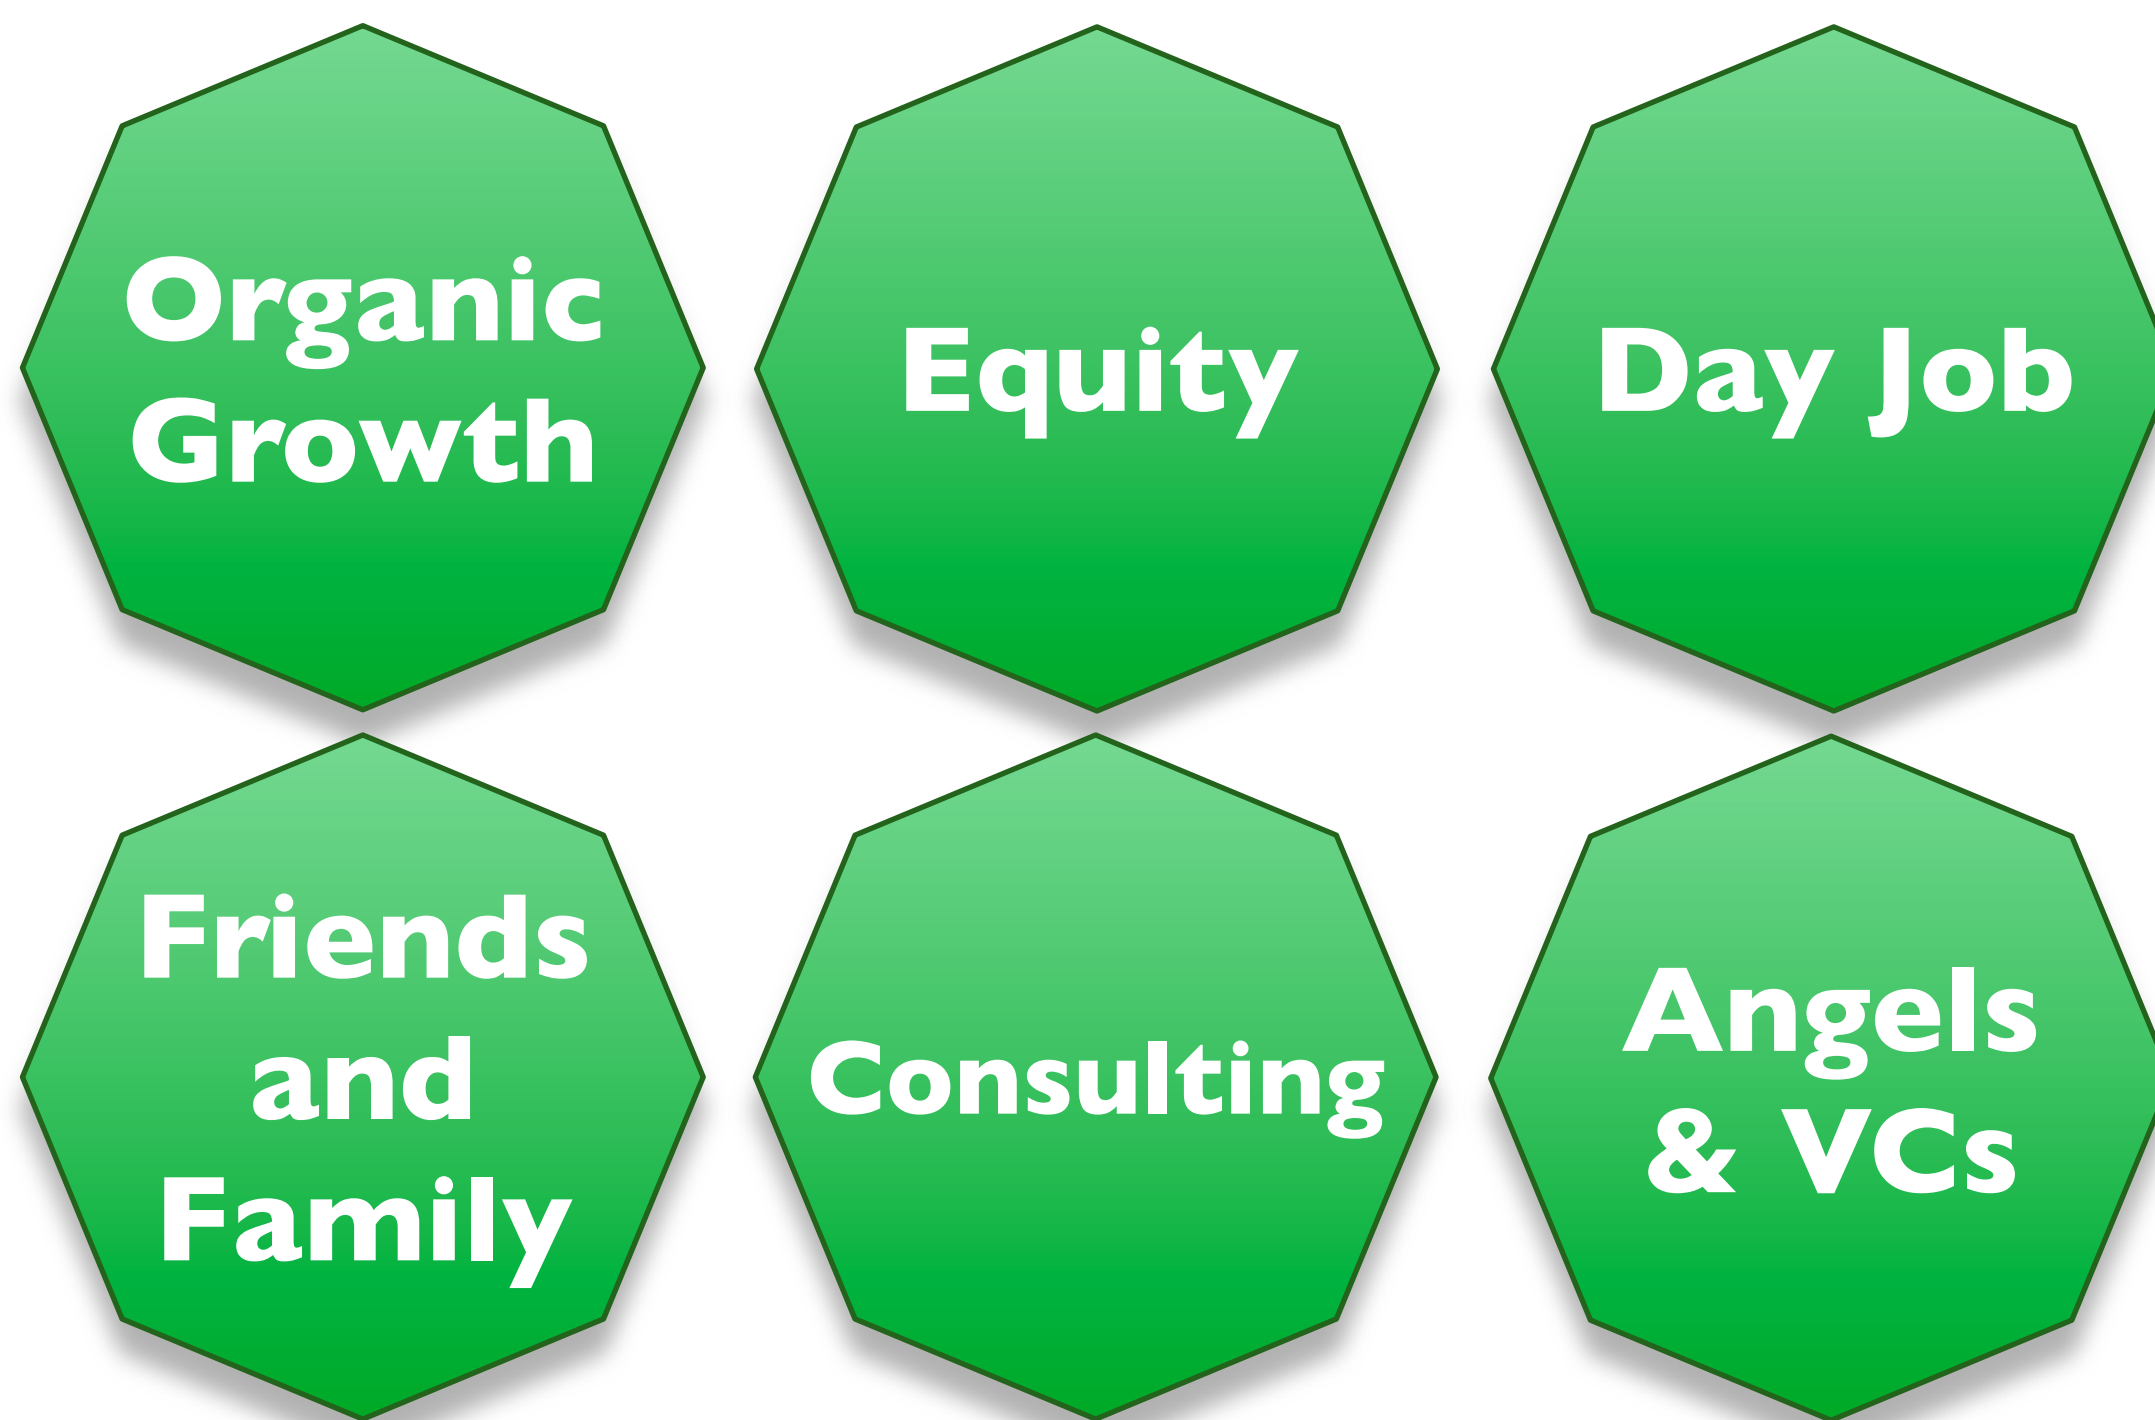 Organic
Growth
Equity
Day Job
Friends
and
Family
Consulting
Angels
& VCs